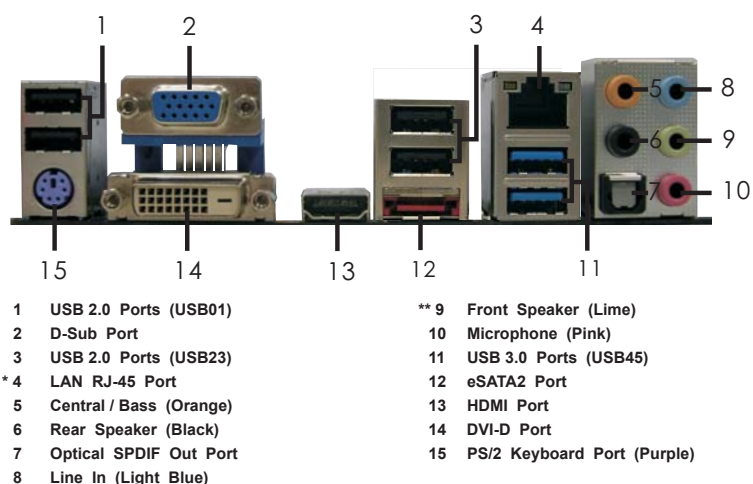 1 2 3 4
5 8
6 9
7 10
15 14 13 12 11
1 USB 2.0 Ports (USB01)
2 D-Sub Port
3 USB 2.0 Ports (USB23)
* 4 LAN RJ-45 Port
5 Central / Bass (Orange)
6 Rear Speaker (Black)
7 Optical SPDIF Out Port
8 Line In (Light Blue)
** 9 Front Speaker (Lime)
10 Microphone (Pink)
11 USB 3.0 Ports (USB45)
12 eSATA2 Port
13 HDMI Port
14 DVI-D Port
15 PS/2 Keyboard Port (Purple)